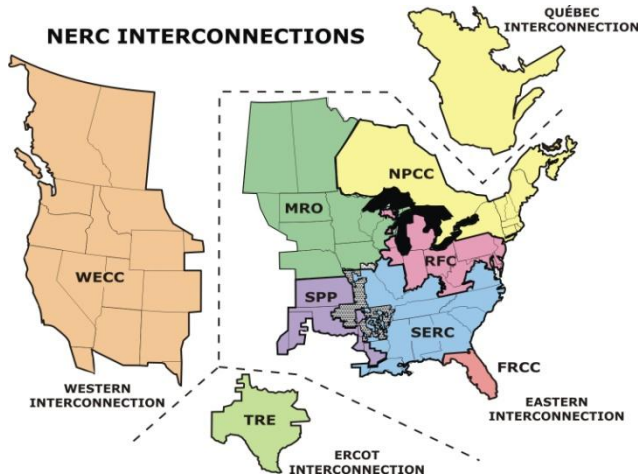 NERC INTERCONNECTIONS
QUÉBEC
INTERCONNECTION
NPCC
MRO
RFC
WECC
SPP
SERC
FRCC
WESTERN
INTERCONNECTION
EASTERN
INTERCONNECTION
TRE
ERCOT
INTERCONNECTION